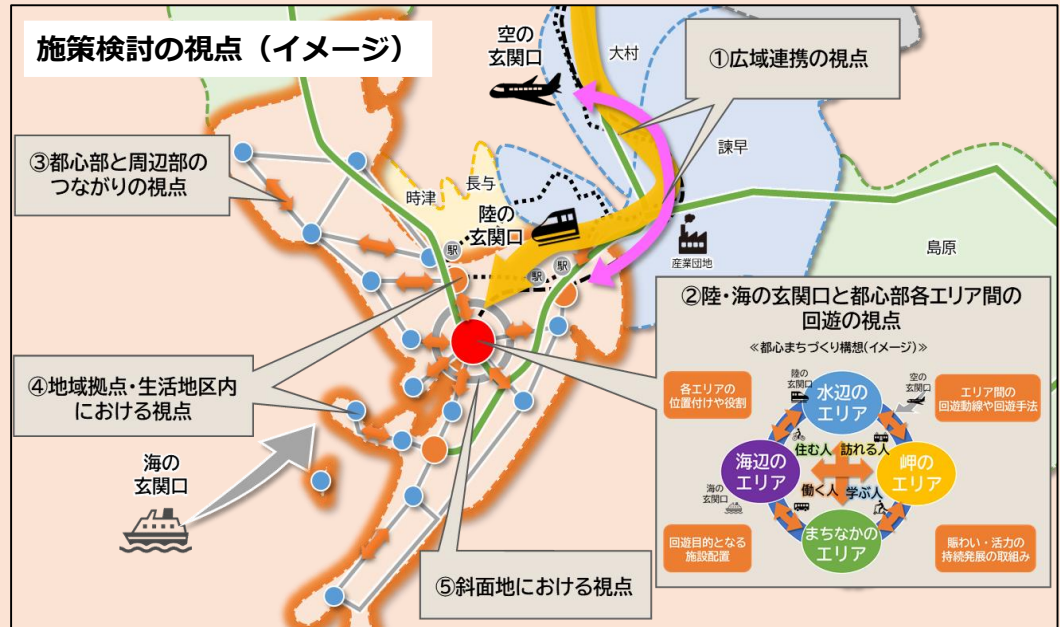 施策検討の視点（イメージ）
空の
玄関口
大村
①広域連携の視点
③都心部と周辺部の
つながりの視点
諫早
長与
時津
陸の
玄関口
駅
駅
駅
産業団地
島原
②陸・海の玄関口と都心部各エリア間の
回遊の視点
≪都心まちづくり構想(イメージ)≫
各エリアの
位置付けや役割
陸の
玄関口
水辺の
エリア
空の
玄関口
エリア間の
回遊動線や回遊手法
住む人
訪れる人
海辺の
エリア
岬の
エリア
働く人
学ぶ人
海の
玄関口
まちなかの
エリア
回遊目的となる
施設配置
賑わい・活力の
持続発展の取組み
④地域拠点・生活地区内
における視点
海の
玄関口
⑤斜面地における視点